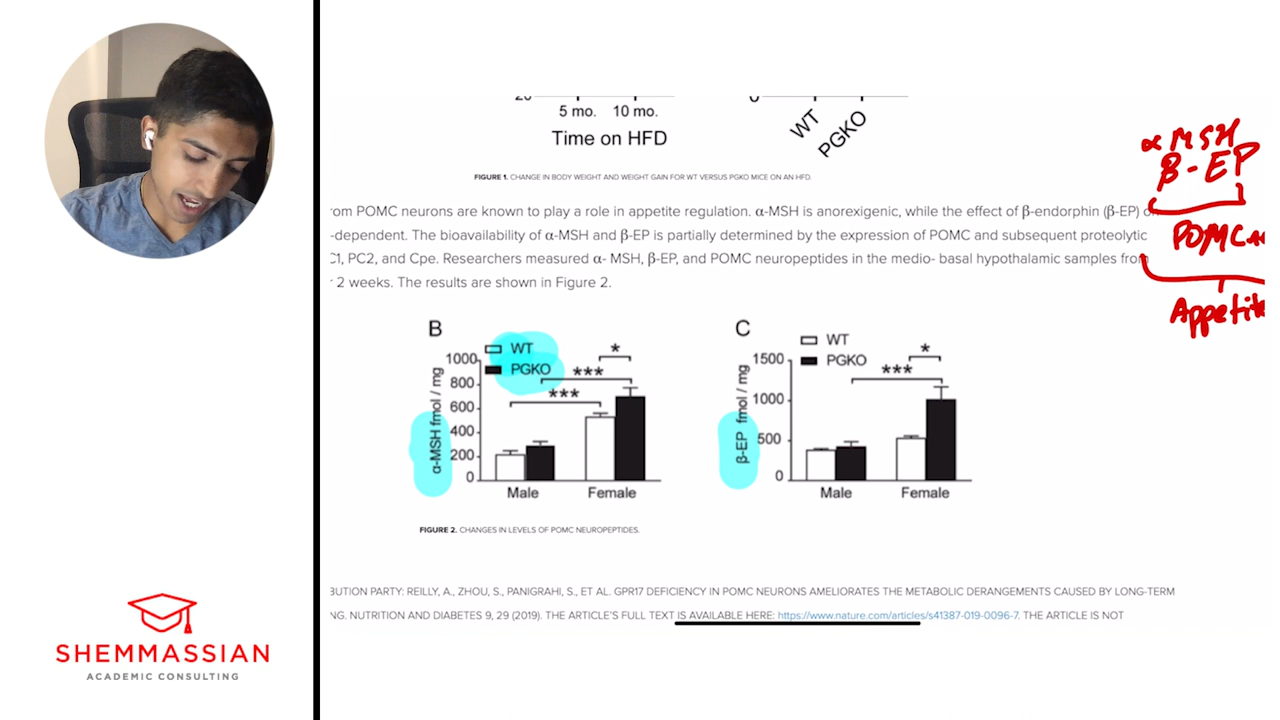 20
0
5 mo. 10 mo.
WT
PGKO
Time on HFD
FIGURE 1. CHANGE IN BODY WEIGHT AND WEIGHT GAIN FOR WT VERSUS PGKO MICE ON AN HFD.
αMSH
β-EP
rom POMC neurons are known to play a role in appetite regulation. α-MSH is anorexigenic, while the effect of β-endorphin (β-EP) on
-dependent. The bioavailability of α-MSH and β-EP is partially determined by the expression of POMC and subsequent proteolytic
POMC
C1, PC2, and Cpe. Researchers measured α- MSH, β-EP, and POMC neuropeptides in the medio- basal hypothalamic samples from
2 weeks. The results are shown in Figure 2.
Appetite
B
WT
PGKO
*
***
***
1000
800
600
400
200
0
α-MSH fmol / mg
Male Female
C
WT
PGKO
*
***
1500
1000
500
0
β-EP fmol / mg
Male Female
FIGURE 2. CHANGES IN LEVELS OF POMC NEUROPEPTIDES.
BUTION PARTY: REILLY, A., ZHOU, S., PANIGRAHI, S., ET AL. GPR17 DEFICIENCY IN POMC NEURONS AMELIORATES THE METABOLIC DERANGEMENTS CAUSED BY LONG-TERM
NG. NUTRITION AND DIABETES 9, 29 (2019). THE ARTICLE'S FULL TEXT IS AVAILABLE HERE: https://www.nature.com/articles/s41387-019-0096-7. THE ARTICLE IS NOT
SHEMMASSIAN
ACADEMIC CONSULTING